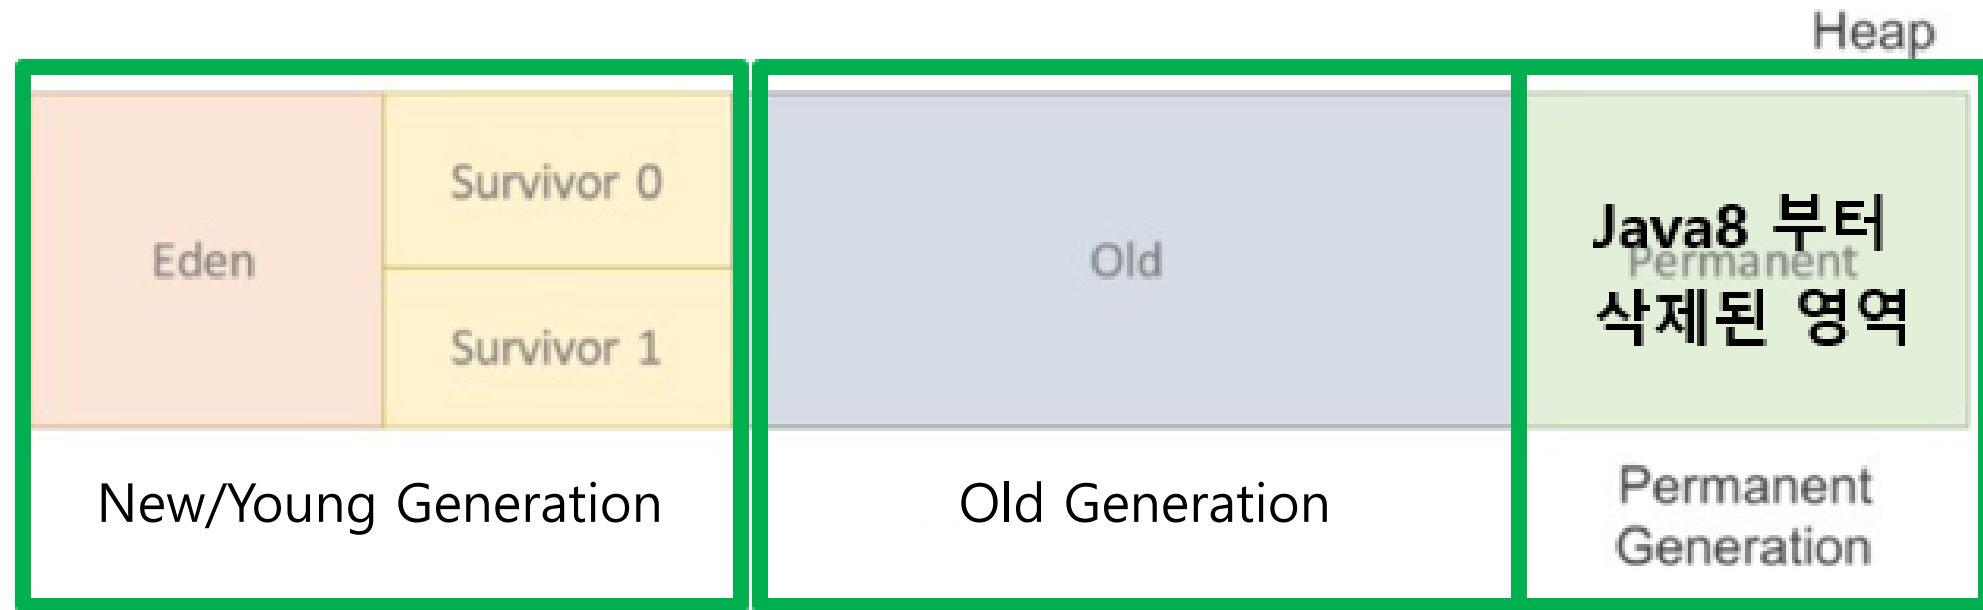 Heap
Eden
Survivor 0
Survivor 1
Old
Java8 부터
Permanent
삭제된 영역
New/Young Generation
Old Generation
Permanent
Generation